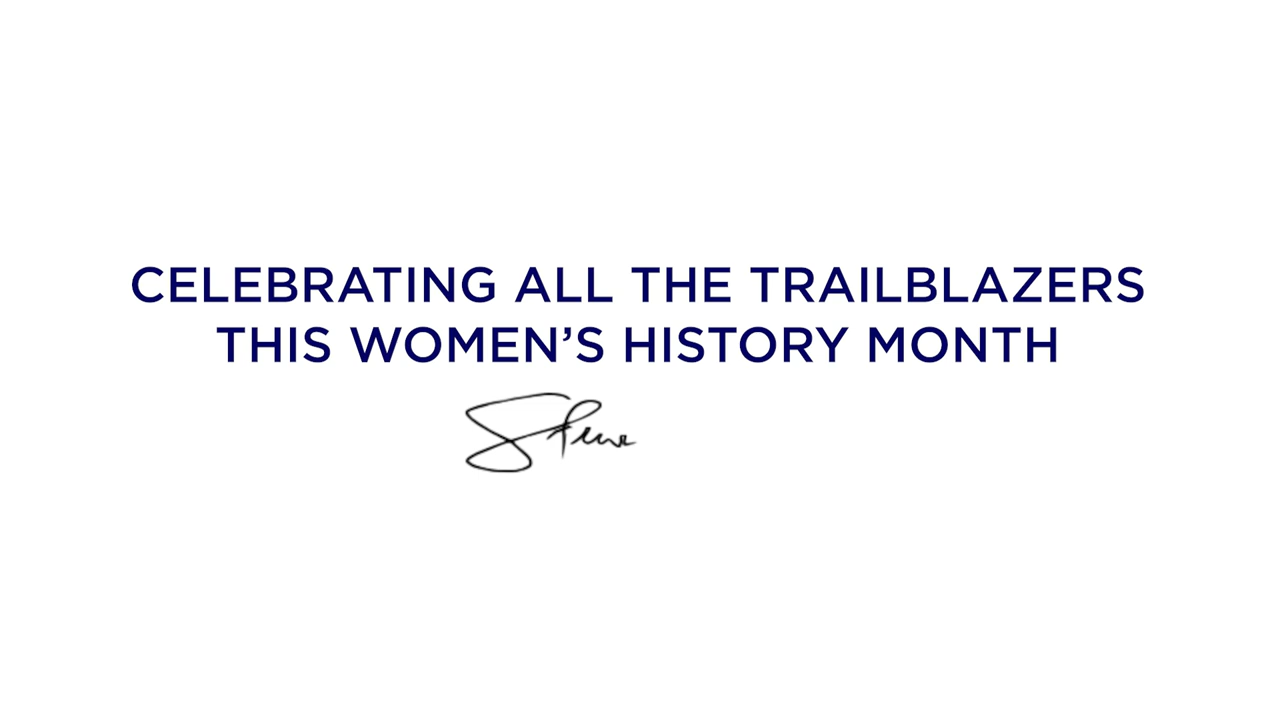 CELEBRATING ALL THE TRAILBLAZERS
THIS WOMEN’S HISTORY MONTH